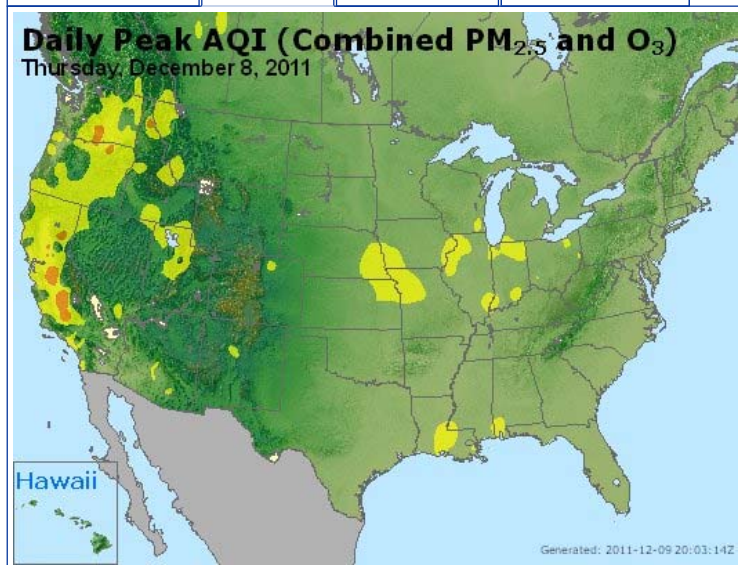 Daily Peak AQI (Combined PM2.5 and O3)
Thursday, December 8, 2011
Hawaii
Generated: 2011-12-09 20:03:14Z